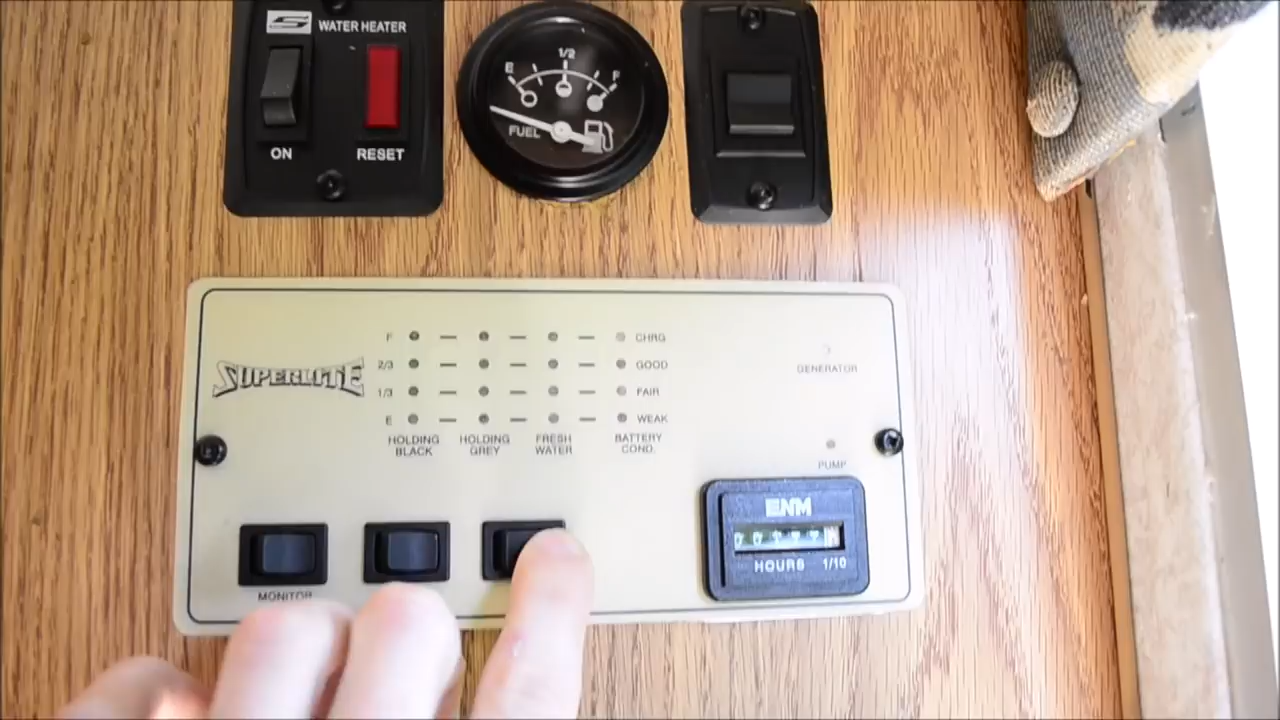 WATER HEATER
ON
RESET
E 1/2 F
FUEL
SUPERLITE
F CHRG
2/3 GOOD
1/3 FAIR
E WEAK
HOLDING BLACK
HOLDING GREY
FRESH WATER
BATTERY COND.
GENERATOR
PUMP
MONITOR
ENM
HOURS 1/10